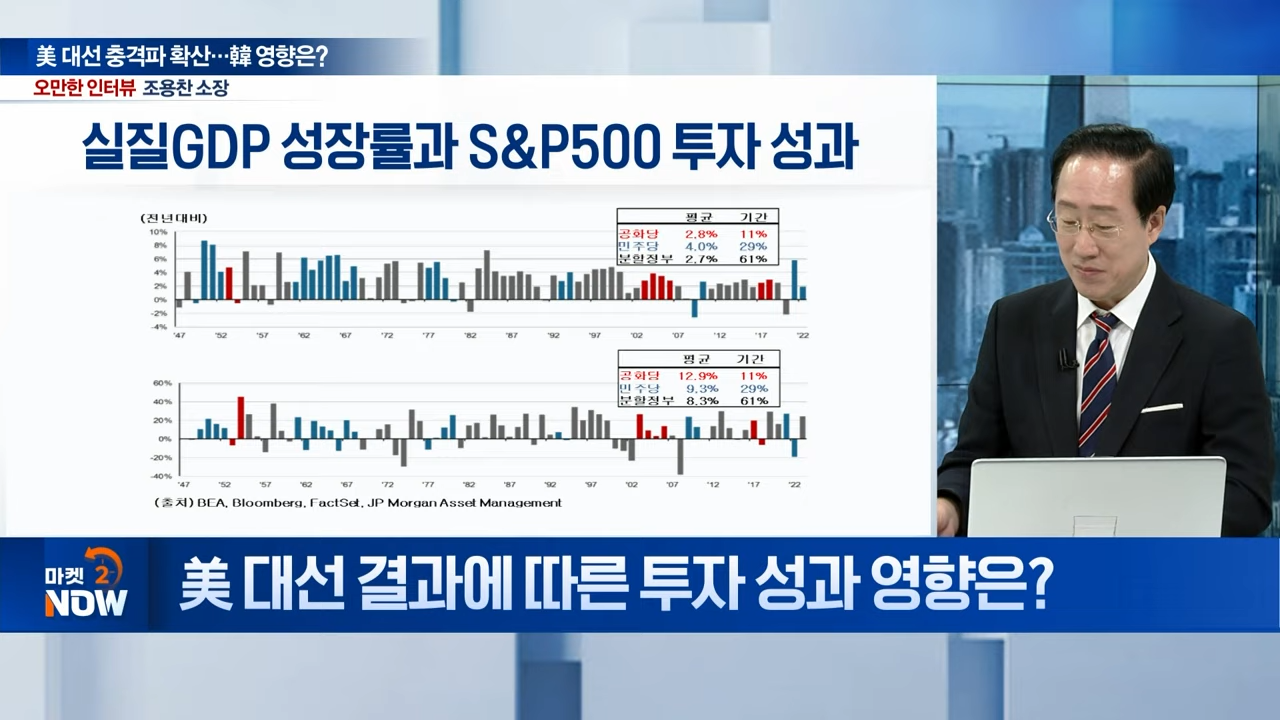 美 대선 충격파 확산…韓 영향은?
오만한 인터뷰 조용찬 소장
실질GDP 성장률과 S&P500 투자 성과
(전년대비)
10%
8%
6%
4%
2%
0%
-2%
-4%
'47 '52 '57 '62 '67 '72 '77 '82 '87 '92 '97 '02 '07 '12 '17 '22
평균 기간
공화당 2.8% 11%
민주당 4.0% 29%
분할정부 2.7% 61%
60%
40%
20%
0%
-20%
-40%
'47 '52 '57 '62 '67 '72 '77 '82 '87 '92 '97 '02 '07 '12 '17 '22
평균 기간
공화당 12.9% 11%
민주당 9.3% 29%
분할정부 8.3% 61%
(출처) BEA, Bloomberg, FactSet, JP Morgan Asset Management
마켓 2
NOW
美 대선 결과에 따른 투자 성과 영향은?